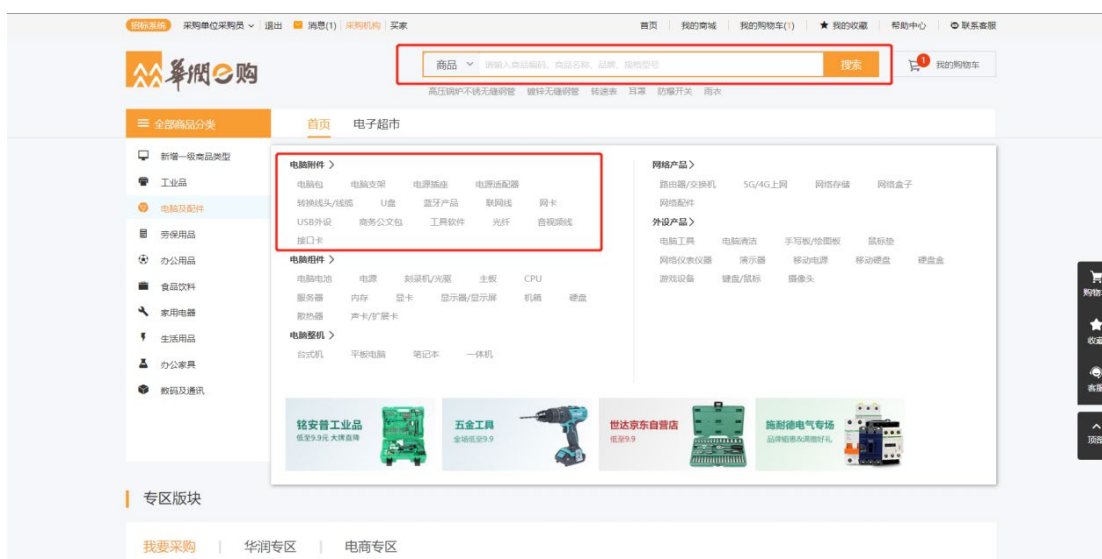 招标系统 采购单位采购员 退出 消息(1) 采购机构 买家 首页 我的商城 我的购物车(1) 我的收藏 帮助中心 联系客服
華潤e购
商品 请输入商品编码、商品名称、品牌、规格型号 搜索 1 我的购物车
高压锅炉不锈无缝钢管 镀锌无缝钢管 转速表 耳罩 防爆开关 雨衣
全部商品分类 首页 电子超市
新增一级商品类型
工业品
电脑及配件
劳保用品
办公用品
食品饮料
家用电器
生活用品
办公家具
数码及通讯
电脑附件 >
电脑包 电脑支架 电源插座 电源适配器
转换线头/线缆 U盘 蓝牙产品 联网线 网卡
USB外设 商务公文包 工具软件 光纤 音视频线
接口卡
电脑组件 >
电脑电池 电源 刻录机/光驱 主板 CPU
服务器 内存 显卡 显示器/显示屏 机箱 硬盘
散热器 声卡/扩展卡
电脑整机 >
台式机 平板电脑 笔记本 一体机
网络产品 >
路由器/交换机 5G/4G上网 网络存储 网络盒子
网络配件
外设产品 >
电脑工具 电脑清洁 手写板/绘图板 鼠标垫
网络仪表仪器 演示器 移动电源 移动硬盘 硬盘盒
游戏设备 键盘/鼠标 摄像头
铭安普工业品
低至9.9元 大牌直降
五金工具
全场低至9.9
世达京东自营店
低至9.9
施耐德电气专场
品牌钜惠&满赠好礼
购物
收藏
客服
顶部
专区版块
我要采购 华润专区 电商专区